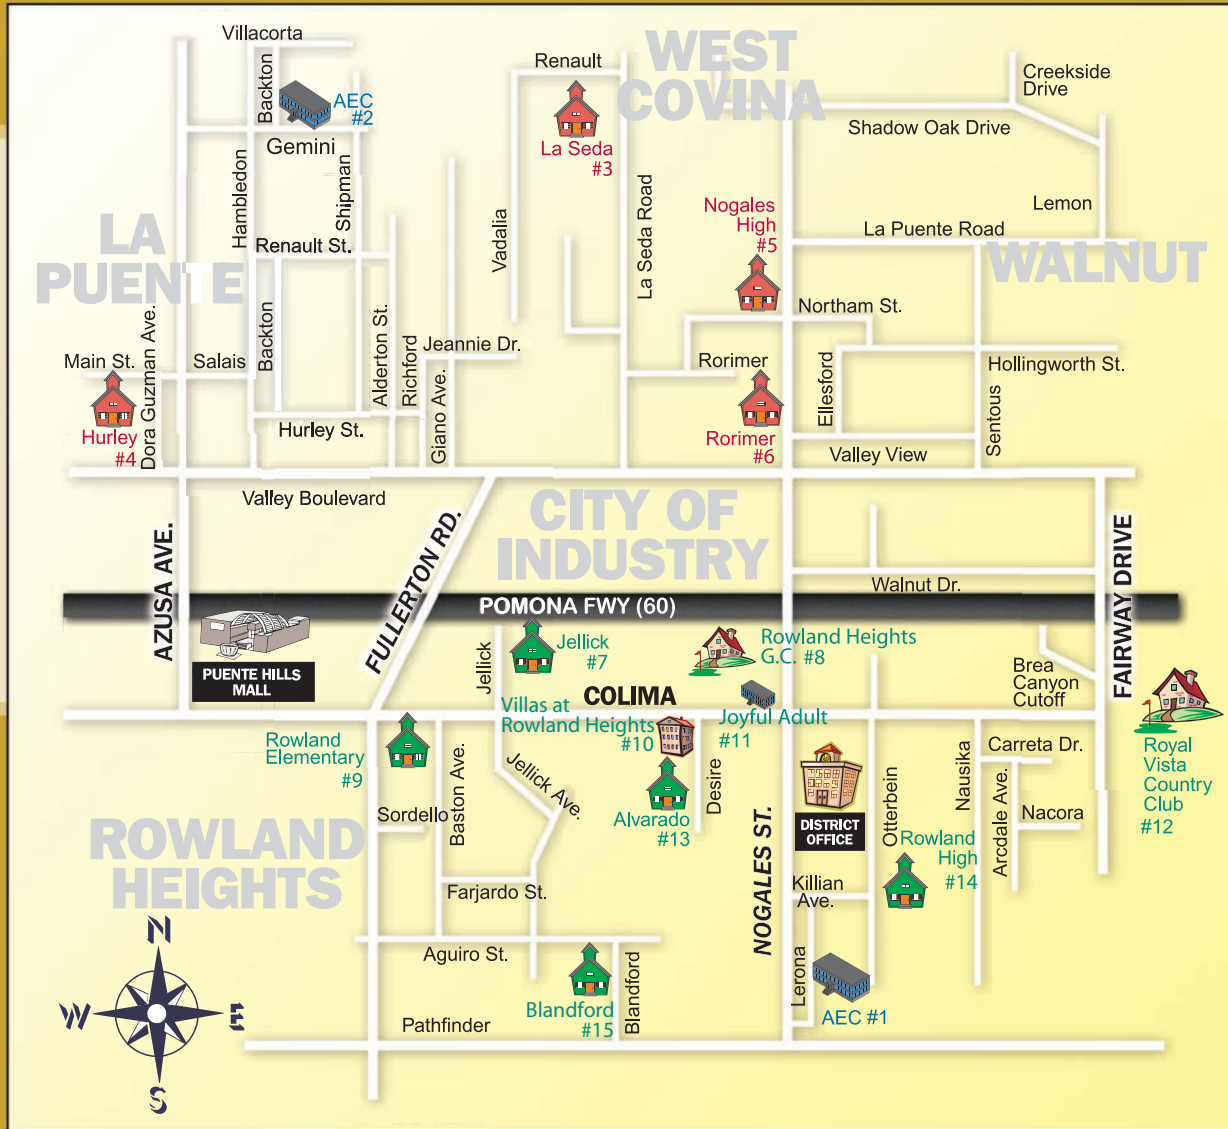 Villacorta
Backton
AEC
#2
Gemini
Hambledon
Shipman
Renault St.
LA
PUENTE
Renault
La Seda
#3
Vadalia
La Seda Road
WEST
COVINA
Creekside
Drive
Shadow Oak Drive
Lemon
Nogales
High
#5
La Puente Road
WALNUT
Northam St.
Main St.
Dora Guzman Ave.
Salais
Backton
Alderton St.
Richford
Jeannie Dr.
Giano Ave.
Hurley
#4
Hurley St.
Rorimer
Rorimer
#6
Ellesford
Hollingworth St.
Sentous
Valley View
Valley Boulevard
CITY OF
INDUSTRY
AZUSA AVE.
FULLERTON RD.
Walnut Dr.
FAIRWAY DRIVE
POMONA FWY (60)
PUENTE HILLS
MALL
Jellick
Jellick
#7
Rowland Heights
G.C. #8
Brea
Canyon
Cutoff
COLIMA
Villas at
Rowland Heights
#10
Joyful Adult
#11
Rowland
Elementary
#9
Baston Ave.
Jellick Ave.
Desire
Carreta Dr.
Nausika
Royal
Vista
Country
Club
#12
Sordello
Alvarado
#13
NOGALES ST.
DISTRICT
OFFICE
Otterbein
Rowland
High
#14
Arcdale Ave.
Nacora
ROWLAND
HEIGHTS
Farjardo St.
Killian
Ave.
Aguiro St.
Blandford
#15
Blandford
Lerona
AEC #1
Pathfinder
N
W
E
S